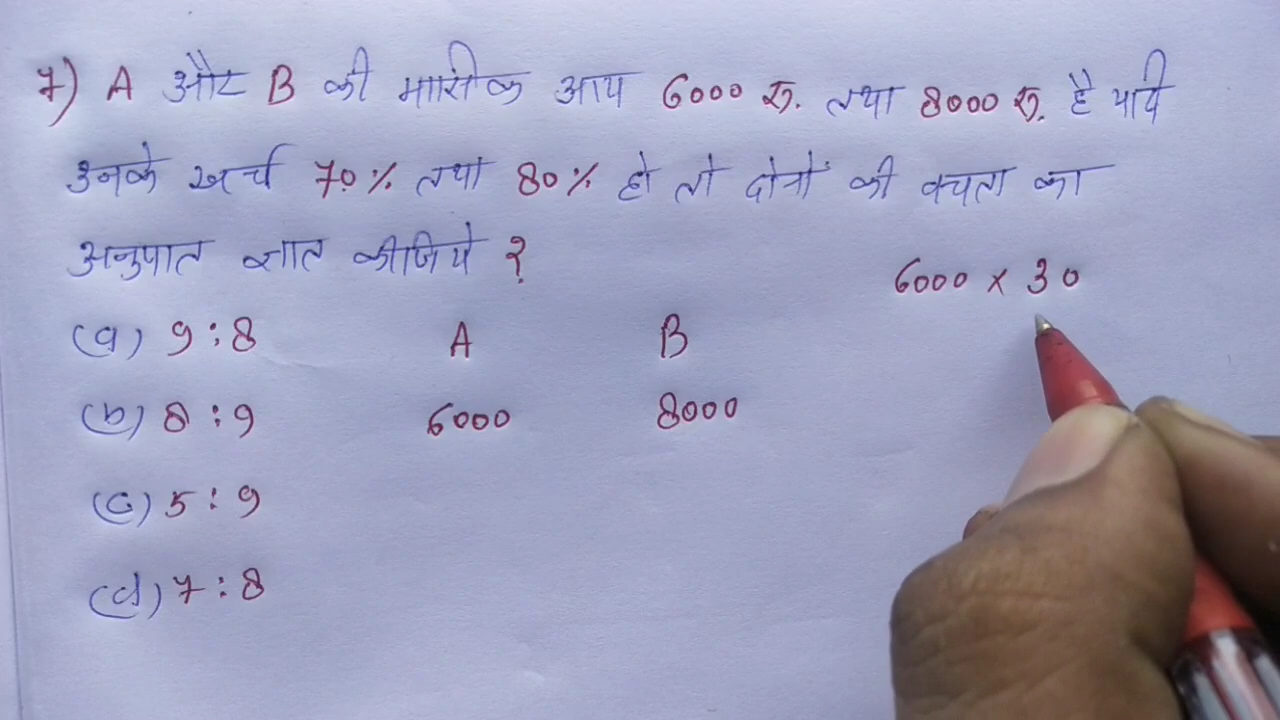 7) A और B की मासीक आय 6000 रु. तथा 8000 रु. है यदि
उनके खर्च 70% तथा 80% हो तो दोनों की बचत का
अनुपात ज्ञात कीजिये ?
6000 x 30
(a) 9:8 A B
(b) 8:9 6000 8000
(c) 5:9
(d) 7:8